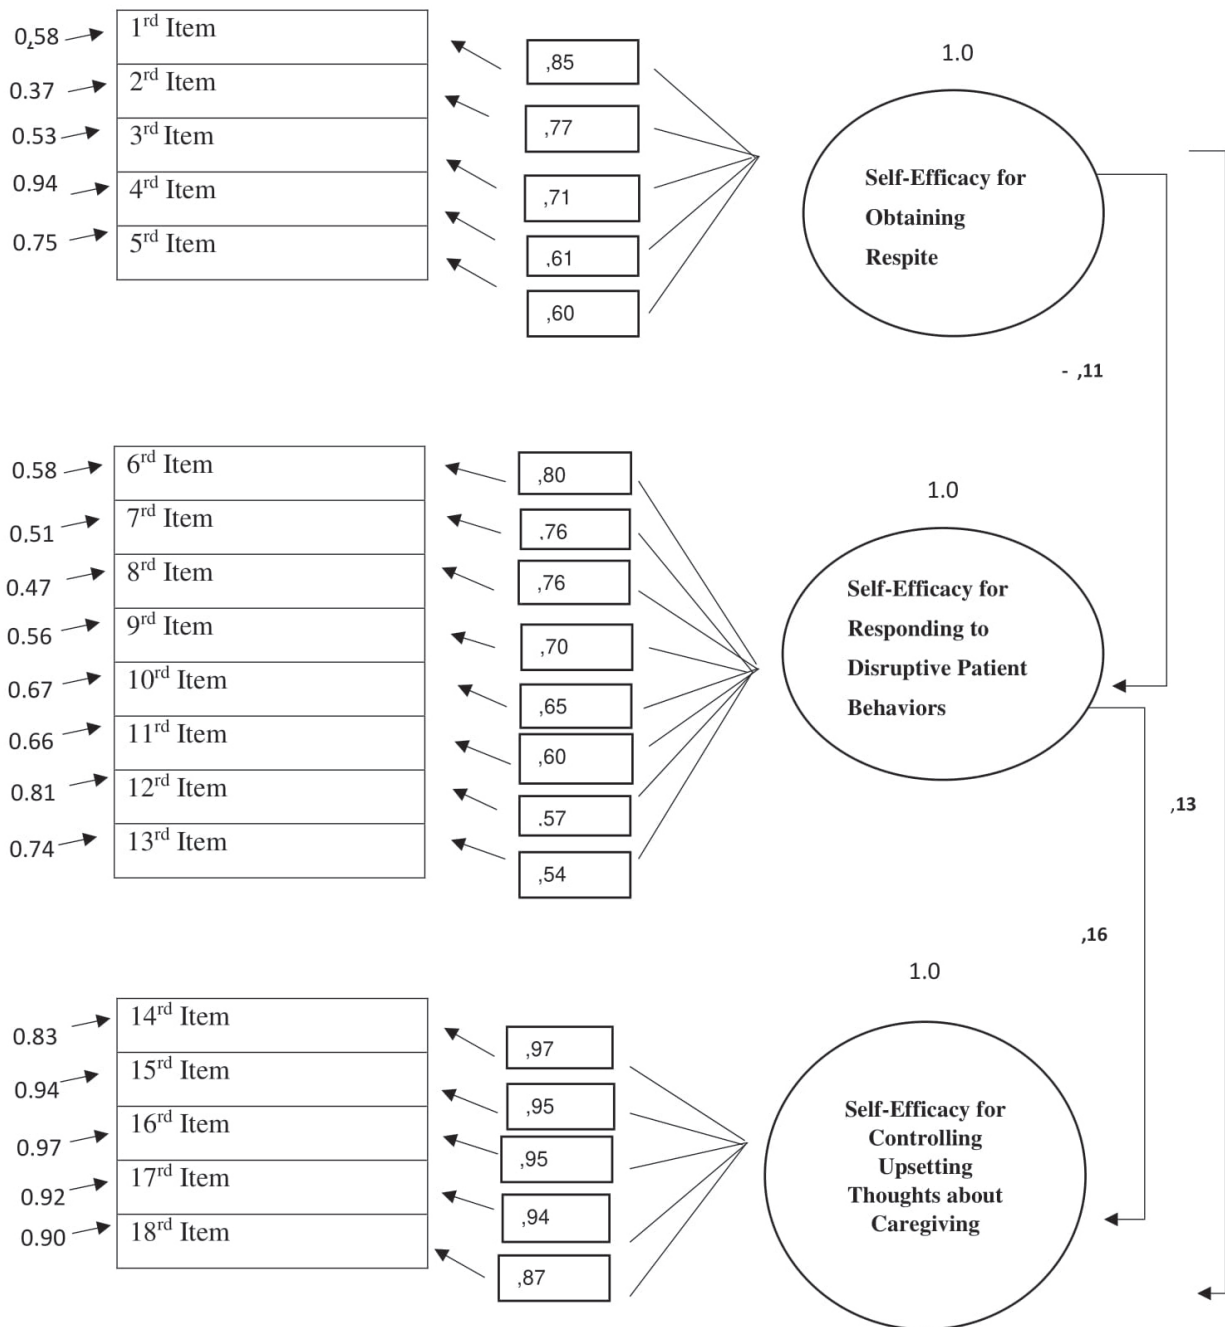 0,58
1rd Item
,85
1.0
0.37
2rd Item
,77
0.53
3rd Item
,71
0.94
4rd Item
,61
0.75
5rd Item
,60
Self-Efficacy for
Obtaining
Respite
- ,11
0.58
6rd Item
,80
1.0
0.51
7rd Item
.76
0.47
8rd Item
,76
0.56
9rd Item
,70
0.67
10rd Item
,65
0.66
11rd Item
,60
0.81
12rd Item
.57
0.74
13rd Item
,54
Self-Efficacy for
Responding to
Disruptive Patient
Behaviors
,13
,16
0.83
14rd Item
,97
1.0
0.94
15rd Item
,95
0.97
16rd Item
,95
0.92
17rd Item
,94
0.90
18rd Item
,87
Self-Efficacy for
Controlling
Upsetting
Thoughts about
Caregiving